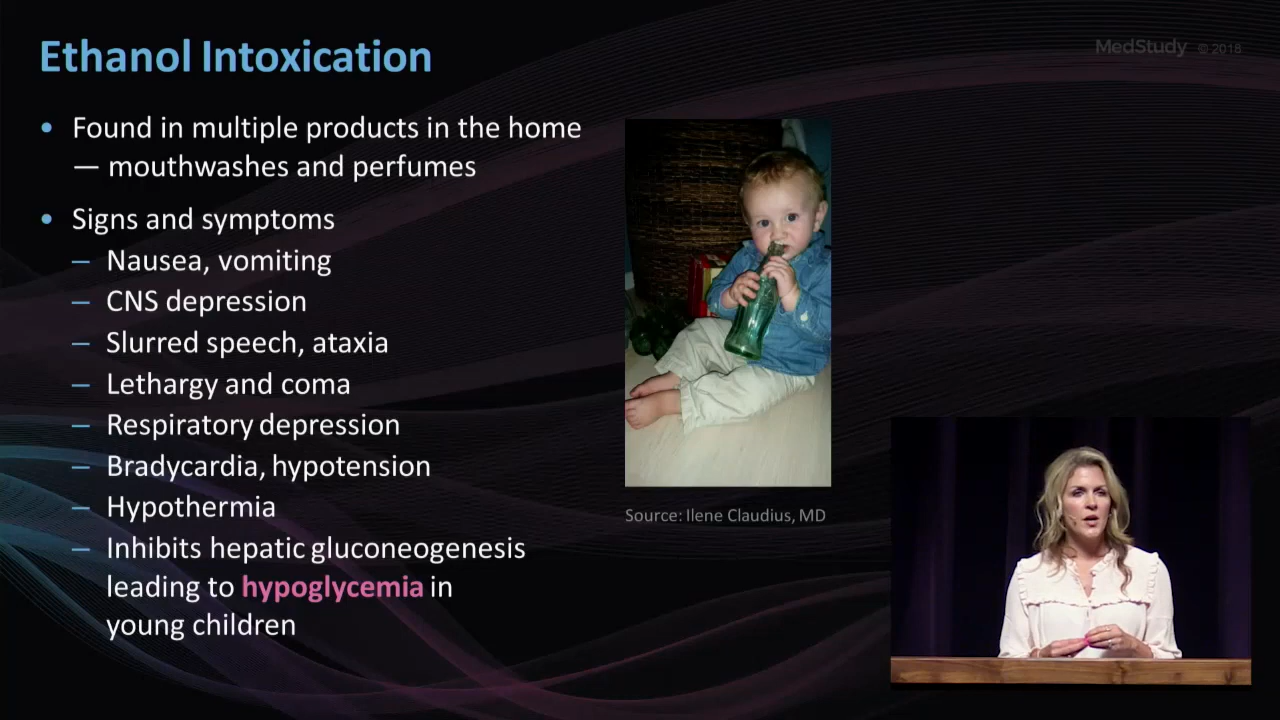 Ethanol Intoxication
MedStudy © 2018
• Found in multiple products in the home
— mouthwashes and perfumes
• Signs and symptoms
– Nausea, vomiting
– CNS depression
– Slurred speech, ataxia
– Lethargy and coma
– Respiratory depression
– Bradycardia, hypotension
– Hypothermia
– Inhibits hepatic gluconeogenesis
leading to hypoglycemia in
young children
Source: Ilene Claudius, MD